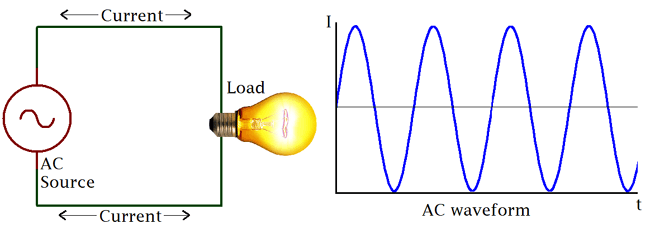 Current
I
Load
AC
Source
Current
AC waveform
t